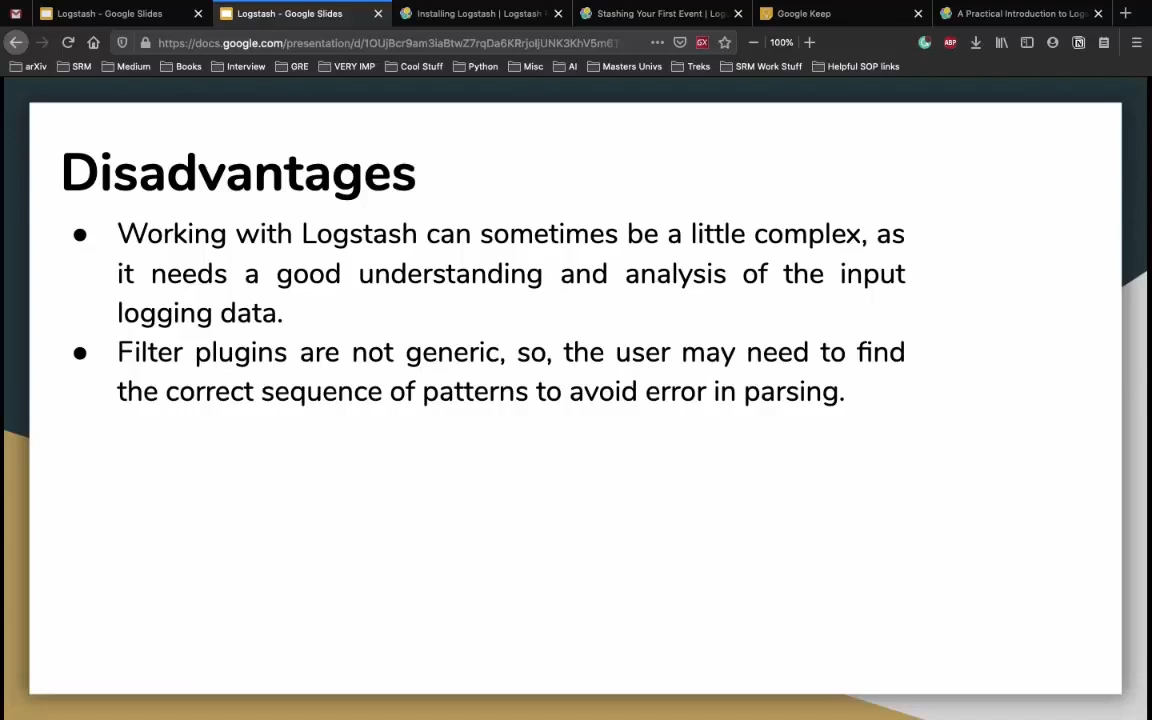 Logstash - Google Slides
Logstash - Google Slides
Installing Logstash | Logstash
Stashing Your First Event | Log
Google Keep
A Practical Introduction to Log
https://docs.google.com/presentation/d/1OUjBcr9am3iaBtwZ7rqDa6KRrjoIjUNK3KhV5m6
100%
GX
ABP
arXiv
SRM
Medium
Books
Interview
GRE
VERY IMP
Cool Stuff
Python
Misc
AI
Masters Univs
Treks
SRM Work Stuff
Helpful SOP links
Disadvantages
● Working with Logstash can sometimes be a little complex, as
it needs a good understanding and analysis of the input
logging data.
● Filter plugins are not generic, so, the user may need to find
the correct sequence of patterns to avoid error in parsing.